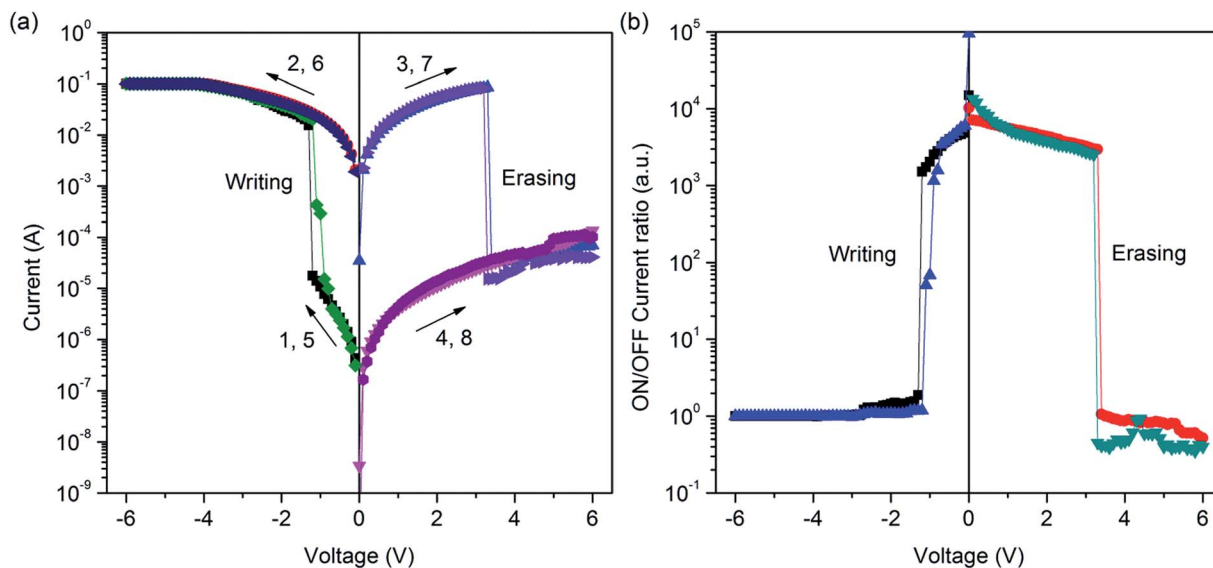 (a)
10⁰
10⁻¹
10⁻²
10⁻³
10⁻⁴
10⁻⁵
10⁻⁶
10⁻⁷
10⁻⁸
10⁻⁹
Current (A)
2, 6
3, 7
Writing
Erasing
1, 5
4, 8
-6 -4 -2 0 2 4 6
Voltage (V)
(b)
10⁵
10⁴
10³
10²
10¹
10⁰
10⁻¹
ON/OFF Current ratio (a.u.)
Writing
Erasing
-6 -4 -2 0 2 4 6
Voltage (V)